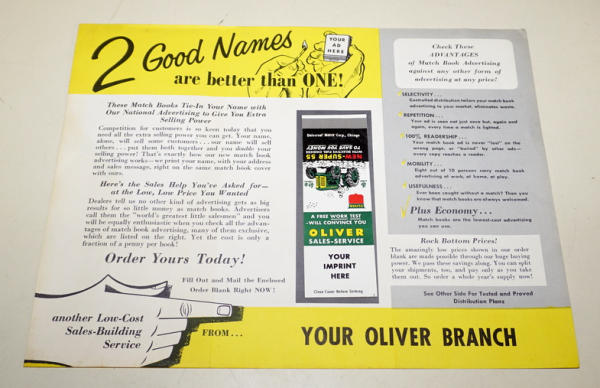 2 Good Names
are better than ONE!
YOUR
AD
HERE
These Match Books Tie-In Your Name with
Our National Advertising to Give You Extra
Selling Power
Competition for customers is so keen today that you
need all the extra selling power you can get. Your name,
alone, will sell some customers . . . our name will sell
others . . . put them both together and you double your
selling power! That's exactly how our new match book
advertising works—we print your name, with your address
and sales message, right on the same match book cover
with ours.
Here's the Sales Help You've Asked for—
at the Low, Low Price You Wanted
Dealers tell us no other kind of advertising gets as big
results for so little money as match books. Advertisers
call them the "world's greatest little salesmen" and you
will be equally enthusiastic when you check all the advan-
tages of match book advertising, many of them exclusive,
which are listed on the right. Yet the cost is only a
fraction of a penny per book!
Order Yours Today!
Fill Out and Mail the Enclosed
Order Blank Right NOW!
another Low-Cost
Sales-Building
Service
FROM...
YOUR OLIVER BRANCH
Universal Match Corp., Chicago
NEW-SUPER 55
TO SAVE YOU MONEY
A FREE WORK TEST
WILL CONVINCE YOU
OLIVER
SALES-SERVICE
YOUR
IMPRINT
HERE
Close Cover Before Striking
Check These
ADVANTAGES
of Match Book Advertising
against any other form of
advertising at any price!
SELECTIVITY...
Controlled distribution tailors your match book
advertising to your market, eliminates waste.
REPETITION...
Your ad is seen not just once but, again and
again, every time a match is lighted.
100% READERSHIP...
Your match book ad is never "lost" on the
wrong page, or "buried" by other ads—
every copy reaches a reader.
MOBILITY...
Eight out of 10 persons carry match book
advertising at work, at home, at play.
USEFULNESS...
Ever been caught without a match? Then you
know that match books are always welcomed.
Plus Economy...
Match books are the lowest-cost advertising
you can use.
Rock Bottom Prices!
The amazingly low prices shown in our order
blank are made possible through our huge buying
power. We pass these savings along. You can split
your shipments, too, and pay only as you take
them out. So order a whole year's supply now!
See Other Side For Tested and Proved
Distribution Plans